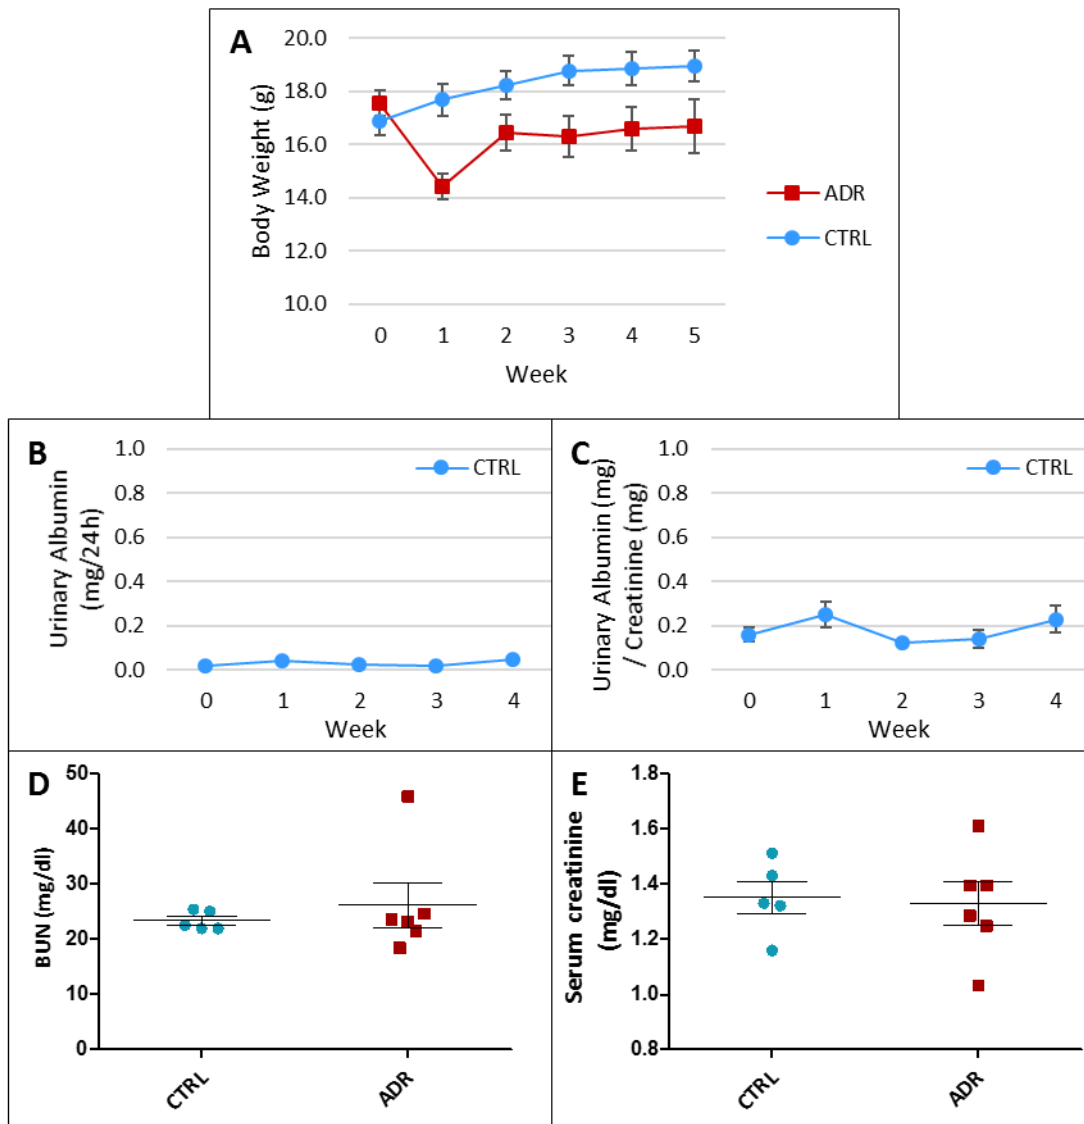 A
Body Weight (g)
20.0
18.0
16.0
14.0
12.0
10.0
0 1 2 3 4 5
Week
ADR
CTRL
B
Urinary Albumin
(mg/24h)
1.0
0.8
0.6
0.4
0.2
0.0
0 1 2 3 4
Week
CTRL
C
Urinary Albumin (mg)
/ Creatinine (mg)
1.0
0.8
0.6
0.4
0.2
0.0
0 1 2 3 4
Week
CTRL
D
BUN (mg/dl)
50
40
30
20
10
0
CTRL ADR
E
Serum creatinine
(mg/dl)
1.8
1.6
1.4
1.2
1.0
0.8
CTRL ADR